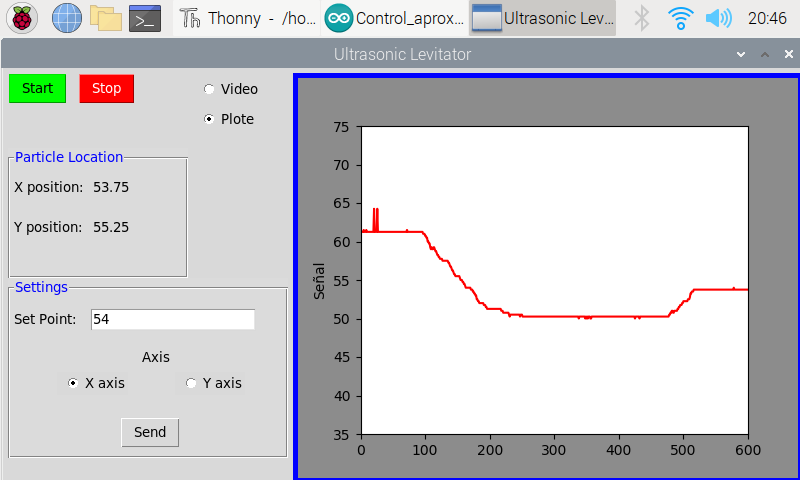 Thonny - /ho... Control_aprox... Ultrasonic Lev... 20:46
Ultrasonic Levitator
Start Stop Video
Plote
Particle Location
X position: 53.75
Y position: 55.25
Settings
Set Point: 54
Axis
X axis Y axis
Send
Señal
75
70
65
60
55
50
45
40
35
0 100 200 300 400 500 600